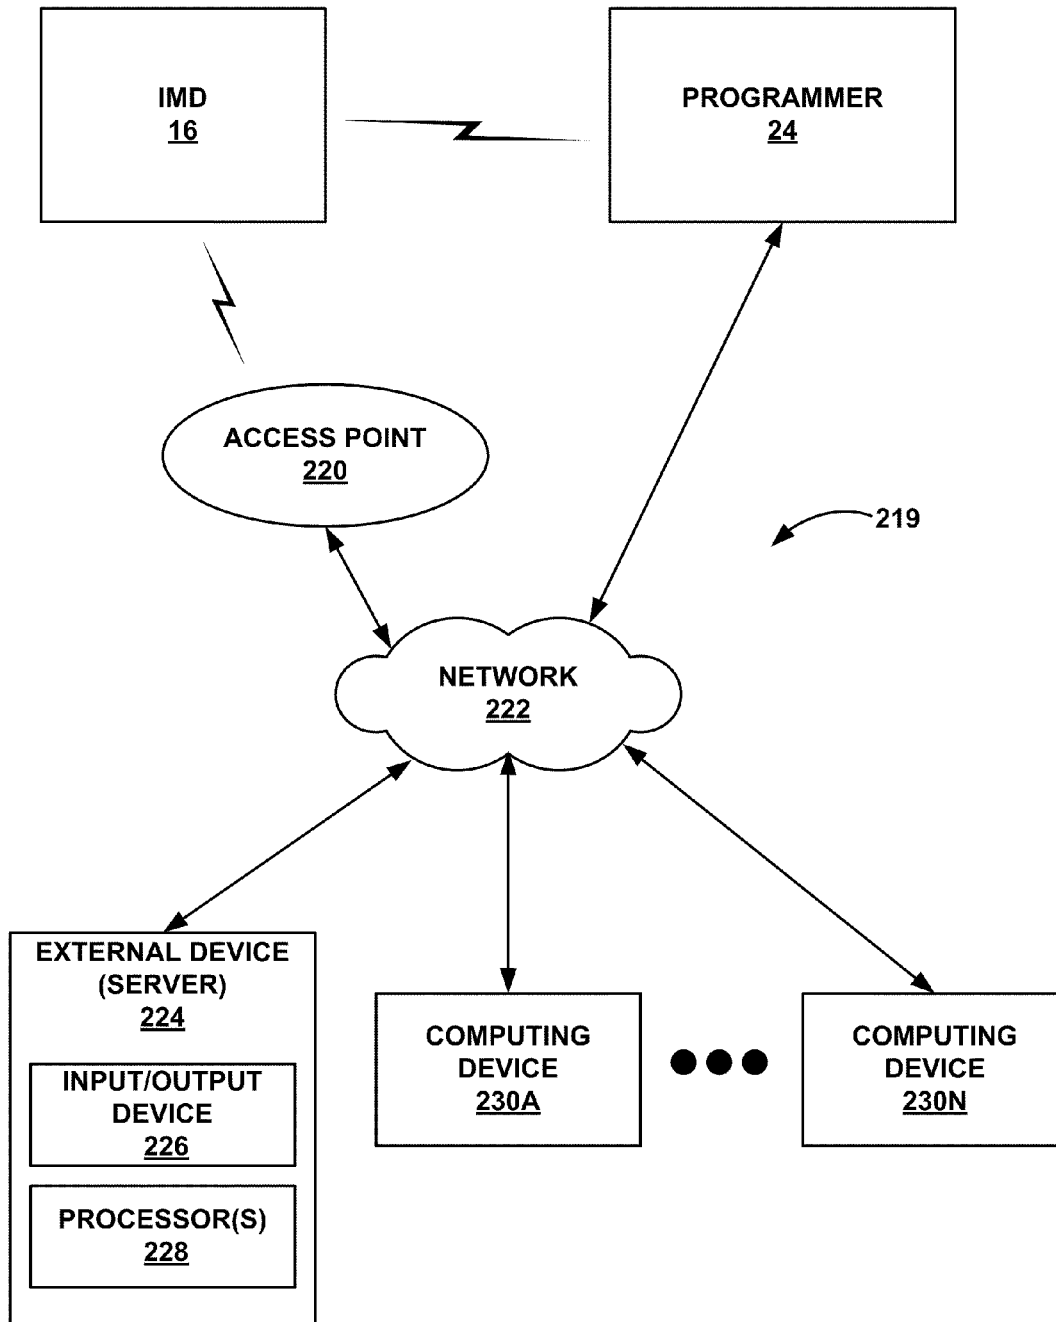 IMD
16
PROGRAMMER
24
ACCESS POINT
220
219
NETWORK
222
EXTERNAL DEVICE
(SERVER)
224
INPUT/OUTPUT
DEVICE
226
PROCESSOR(S)
228
COMPUTING
DEVICE
230A
COMPUTING
DEVICE
230N